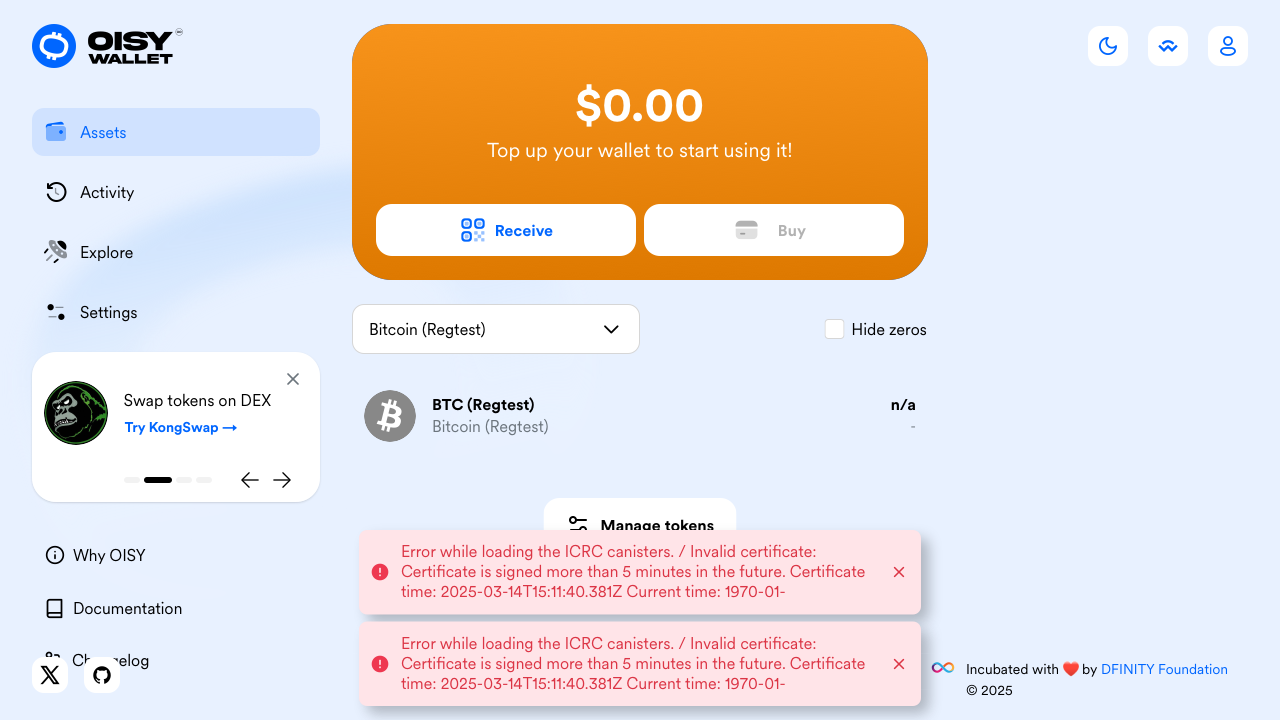 OISY
WALLET
Assets
Activity
Explore
Settings
Swap tokens on DEX
Try KongSwap →
Why OISY
Documentation
$0.00
Top up your wallet to start using it!
Receive
Buy
Bitcoin (Regtest)
Hide zeros
BTC (Regtest)
n/a
Bitcoin (Regtest)
-
Manage tokens
Error while loading the ICRC canisters. / Invalid certificate:
Certificate is signed more than 5 minutes in the future. Certificate
time: 2025-03-14T15:11:40.381Z Current time: 1970-01-
Error while loading the ICRC canisters. / Invalid certificate:
Certificate is signed more than 5 minutes in the future. Certificate
time: 2025-03-14T15:11:40.381Z Current time: 1970-01-
Incubated with ❤️ by DFINITY Foundation
© 2025